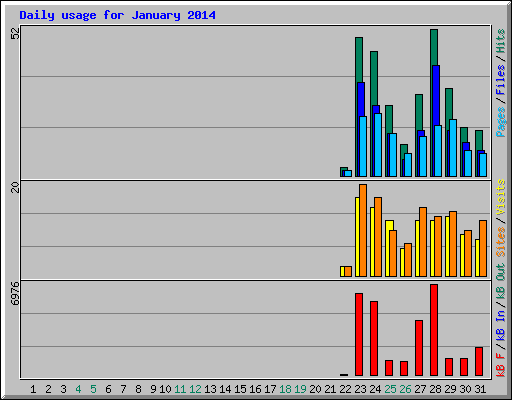 Daily usage for January 2014
52
20
6976
Pages / Files / Hits
Sites / Visits
kB F / kB In / kB Out
1 2 3 4 5 6 7 8 9 10 11 12 13 14 15 16 17 18 19 20 21 22 23 24 25 26 27 28 29 30 31